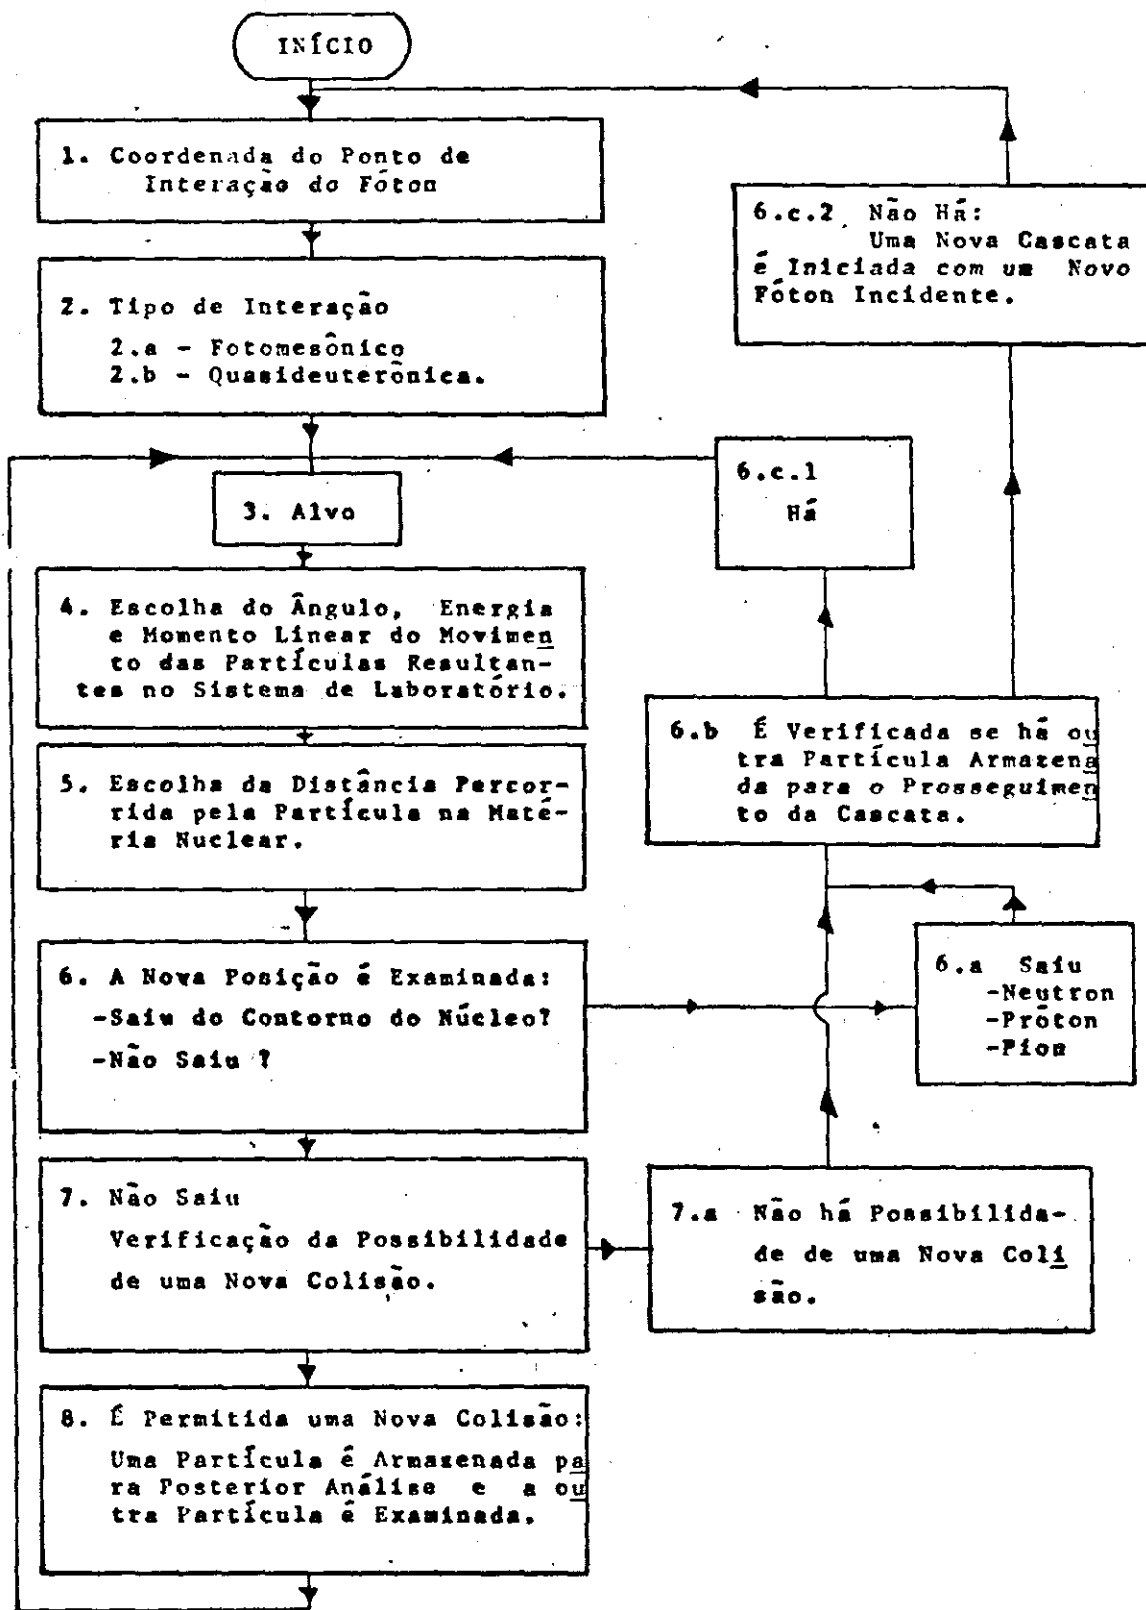 INÍCIO
1. Coordenada do Ponto de
Interação do Fóton
2. Tipo de Interação
2.a - Fotomesônico
2.b - Quasideuterônica.
3. Alvo
4. Escolha do Ângulo, Energia
e Momento Línear do Movimen
to das Partículas Resultan-
tes no Sistema de Laboratório.
5. Escolha da Distância Percor-
rida pela Partícula na Maté-
ria Nuclear.
6. A Nova Posição é Examinada:
-Saiu do Contorno do Núcleo?
-Não Saiu ?
7. Não Saiu
Verificação da Possibilidade
de uma Nova Colisão.
8. É Permitida uma Nova Colisão:
Uma Partícula é Armasenada pa
ra Posterior Análise e a ou
tra Partícula é Examinada.
6.c.2 Não Há:
Uma Nova Cascata
é Iniciada com um Novo
Fóton Incidente.
6.c.1
Há
6.b É Verificada se há ou
tra Partícula Armazena
da para o Prosseguimen
to da Cascata.
6.a Saiu
-Neutron
-Próton
-Píon
7.a Não há Possibilida-
de de uma Nova Coli
são.